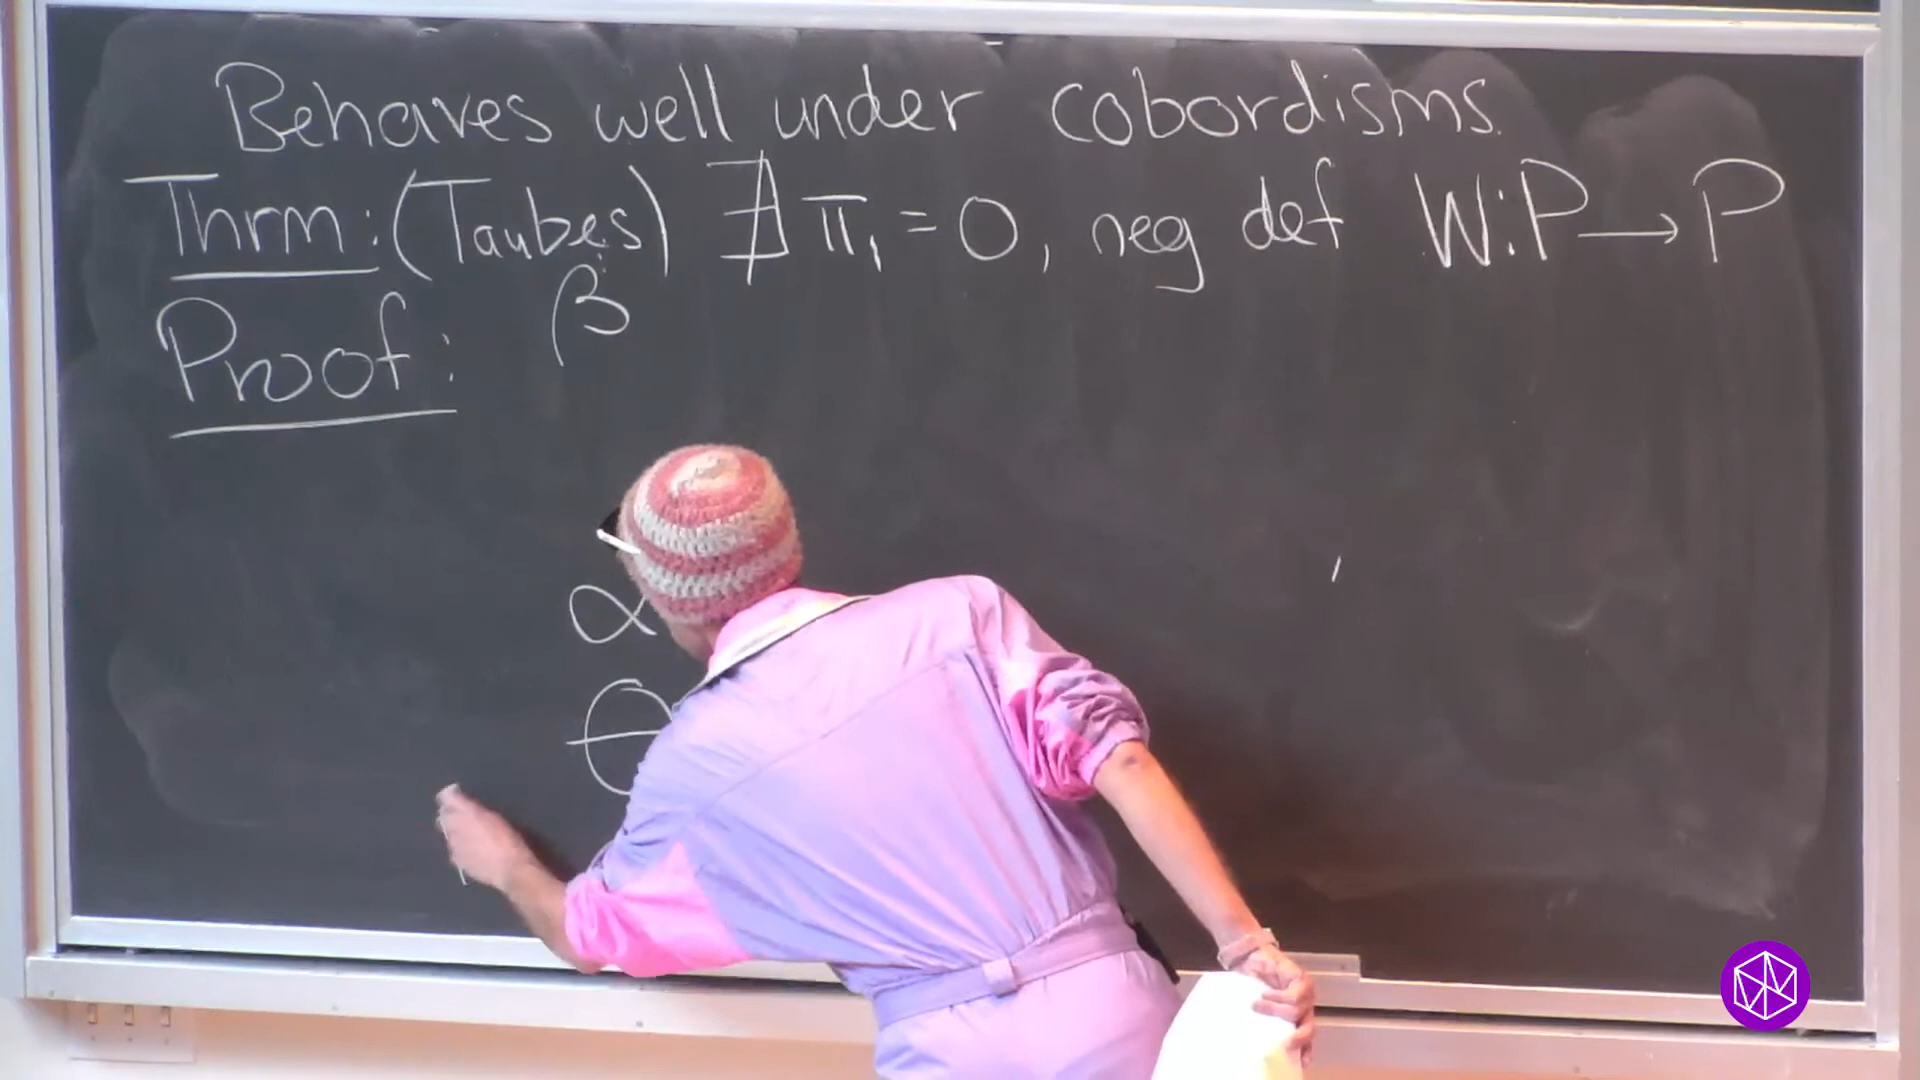 Behaves well under cobordisms.
Thrm: (Taubes) ∄ π₁ = 0, neg def W: P → P
Proof: β
α
θ